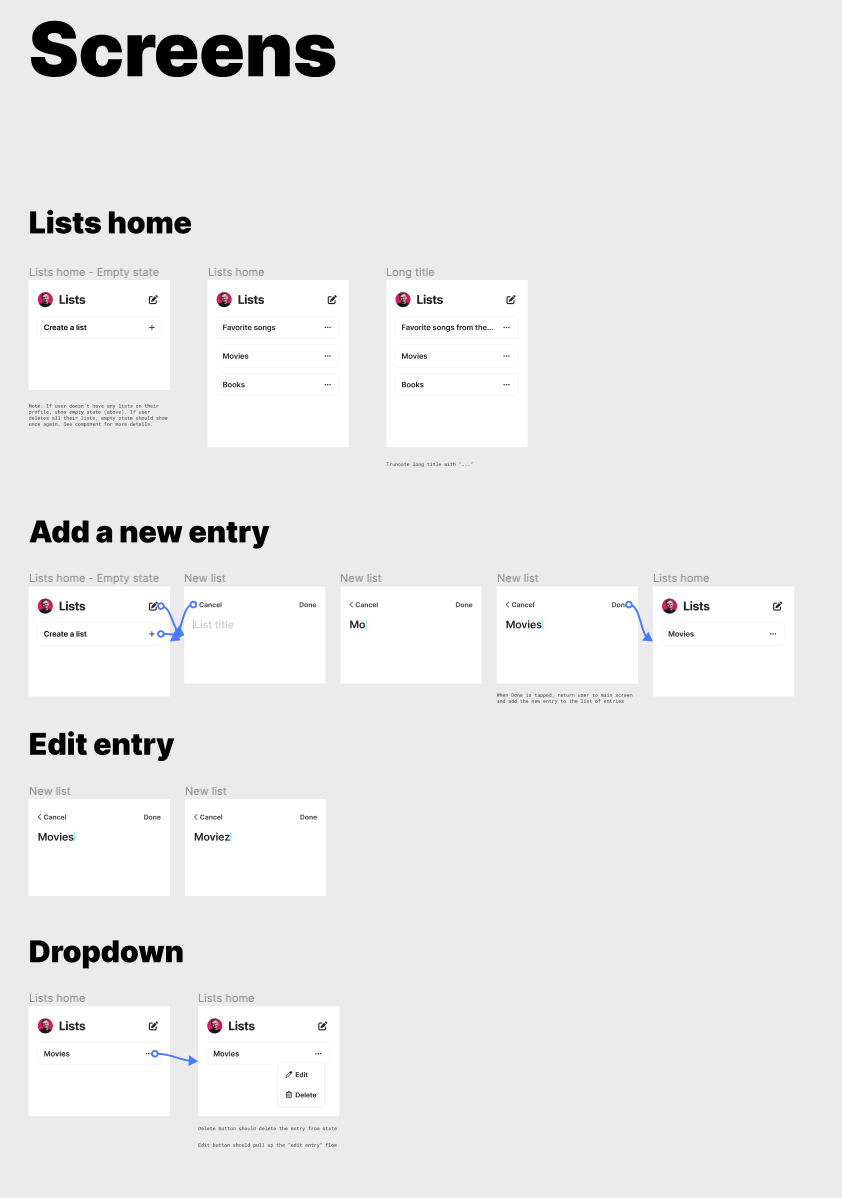 Screens
Lists home
Lists home - Empty state
Lists
Create a list
Note: If user doesn't have any lists on their
profile, show empty state (above). If user
deletes all their lists, empty state should show
once again. See component for more details.
Lists home
Lists
Favorite songs
Movies
Books
Long title
Lists
Favorite songs from the...
Movies
Books
Truncate long title with "..."
Add a new entry
Lists home - Empty state
Lists
Create a list
New list
Cancel
Done
List title
New list
Cancel
Done
Mo
New list
Cancel
Done
Movies
When Done is tapped, return user to main screen
and add the new entry to the list of entries
Lists home
Lists
Movies
Edit entry
New list
Cancel
Done
Movies
New list
Cancel
Done
Moviez
Dropdown
Lists home
Lists
Movies
Lists home
Lists
Movies
Edit
Delete
Delete button should delete the entry from state
Edit button should pull up the "edit entry" flow